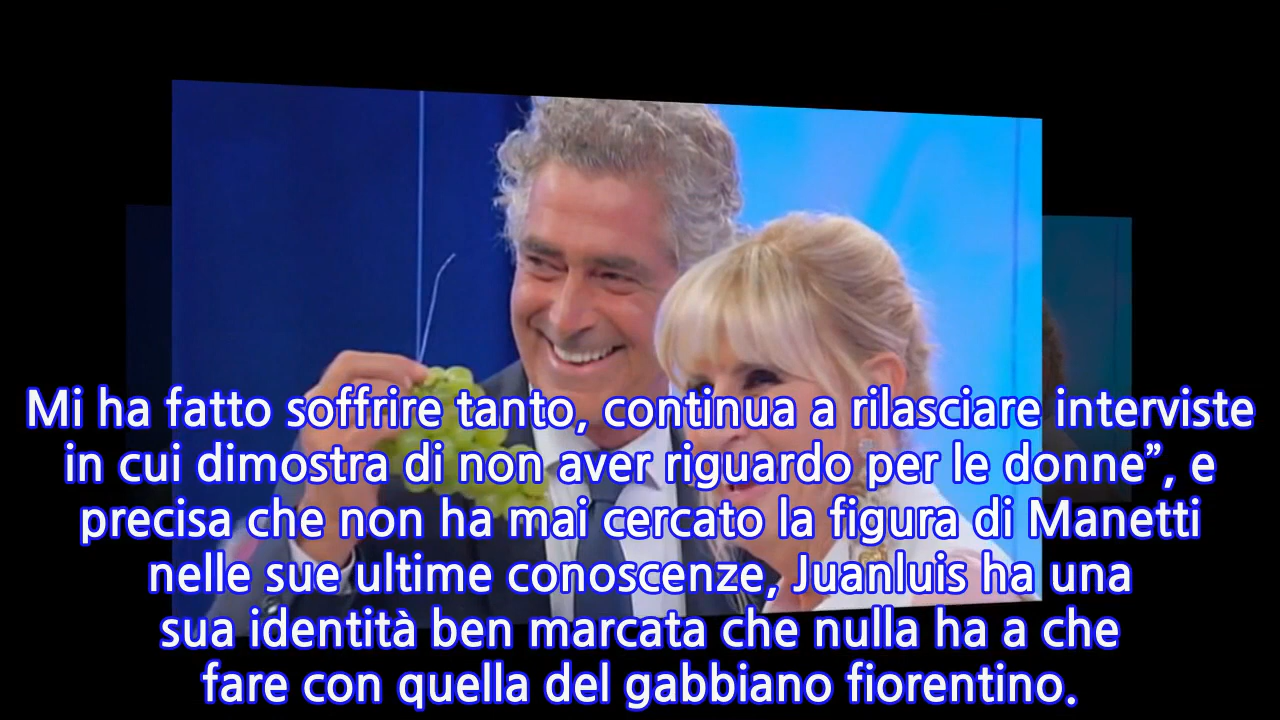 Mi ha fatto soffrire tanto, continua a rilasciare interviste
in cui dimostra di non aver riguardo per le donne”, e
precisa che non ha mai cercato la figura di Manetti
nelle sue ultime conoscenze, Juanluis ha una
sua identità ben marcata che nulla ha a che
fare con quella del gabbiano fiorentino.